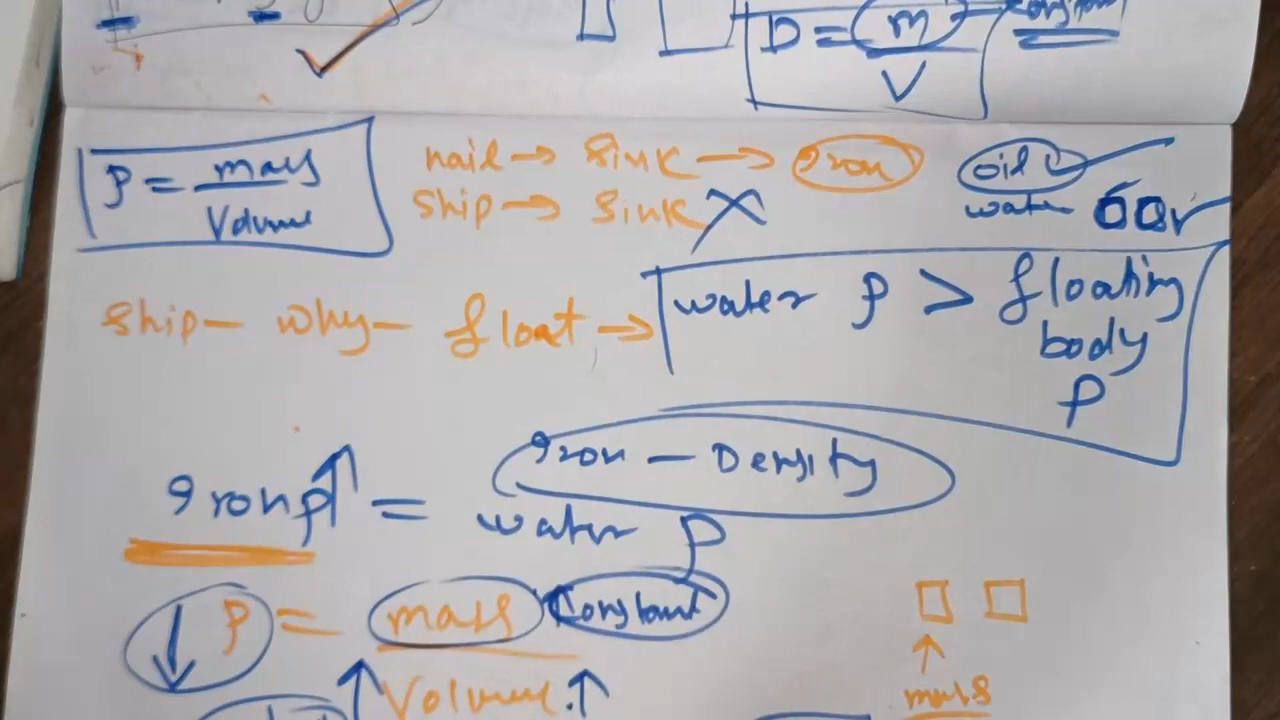 D = m / V
ρ = mass / Volume
nail → sink → iron
ship → sink ✗
oil
water
ship – why – float →
water ρ > floating body ρ
iron – Density
iron ρ↑ = water ρ
↓ ρ = mass constant
↑ Volume ↑
mass